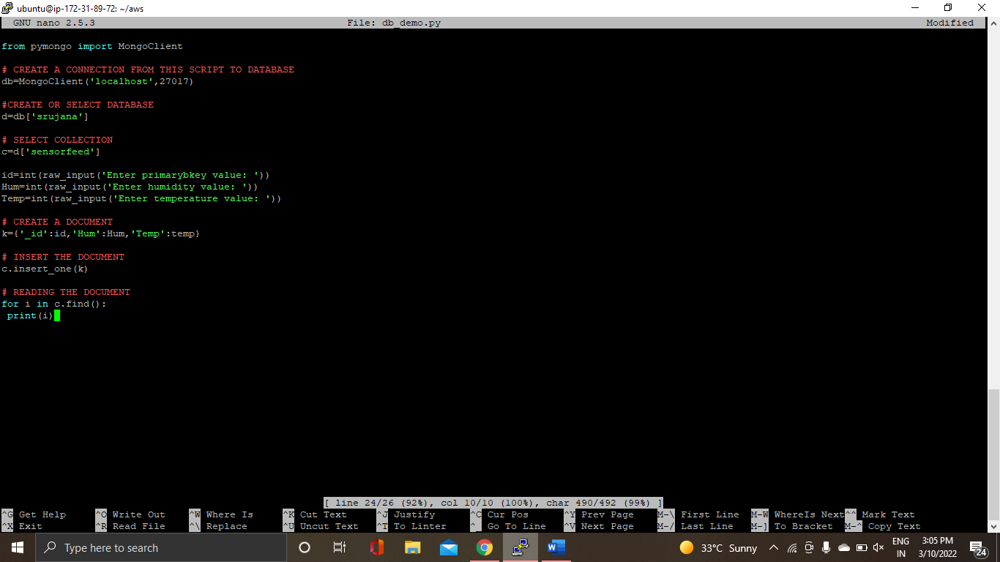 ubuntu@ip-172-31-89-72: ~/aws
GNU nano 2.5.3 File: db_demo.py Modified
from pymongo import MongoClient
# CREATE A CONNECTION FROM THIS SCRIPT TO DATABASE
db=MongoClient('localhost',27017)
#CREATE OR SELECT DATABASE
d=db['srujana']
# SELECT COLLECTION
c=d['sensorfeed']
id=int(raw_input('Enter primarybkey value: '))
Hum=int(raw_input('Enter humidity value: '))
Temp=int(raw_input('Enter temperature value: '))
# CREATE A DOCUMENT
k={'_id':id,'Hum':Hum,'Temp':temp}
# INSERT THE DOCUMENT
c.insert_one(k)
# READING THE DOCUMENT
for i in c.find():
 print(i)
[ line 24/26 (92%), col 10/10 (100%), char 490/492 (99%) ]
^G Get Help ^O Write Out ^W Where Is ^K Cut Text ^J Justify ^C Cur Pos ^Y Prev Page M-\ First Line M-W WhereIs Next ^^ Mark Text
^X Exit ^R Read File ^\ Replace ^U Uncut Text ^T To Linter ^_ Go To Line ^V Next Page M-/ Last Line M-] To Bracket M-^ Copy Text
Type here to search 33°C Sunny ENG 3:05 PM
IN 3/10/2022 24